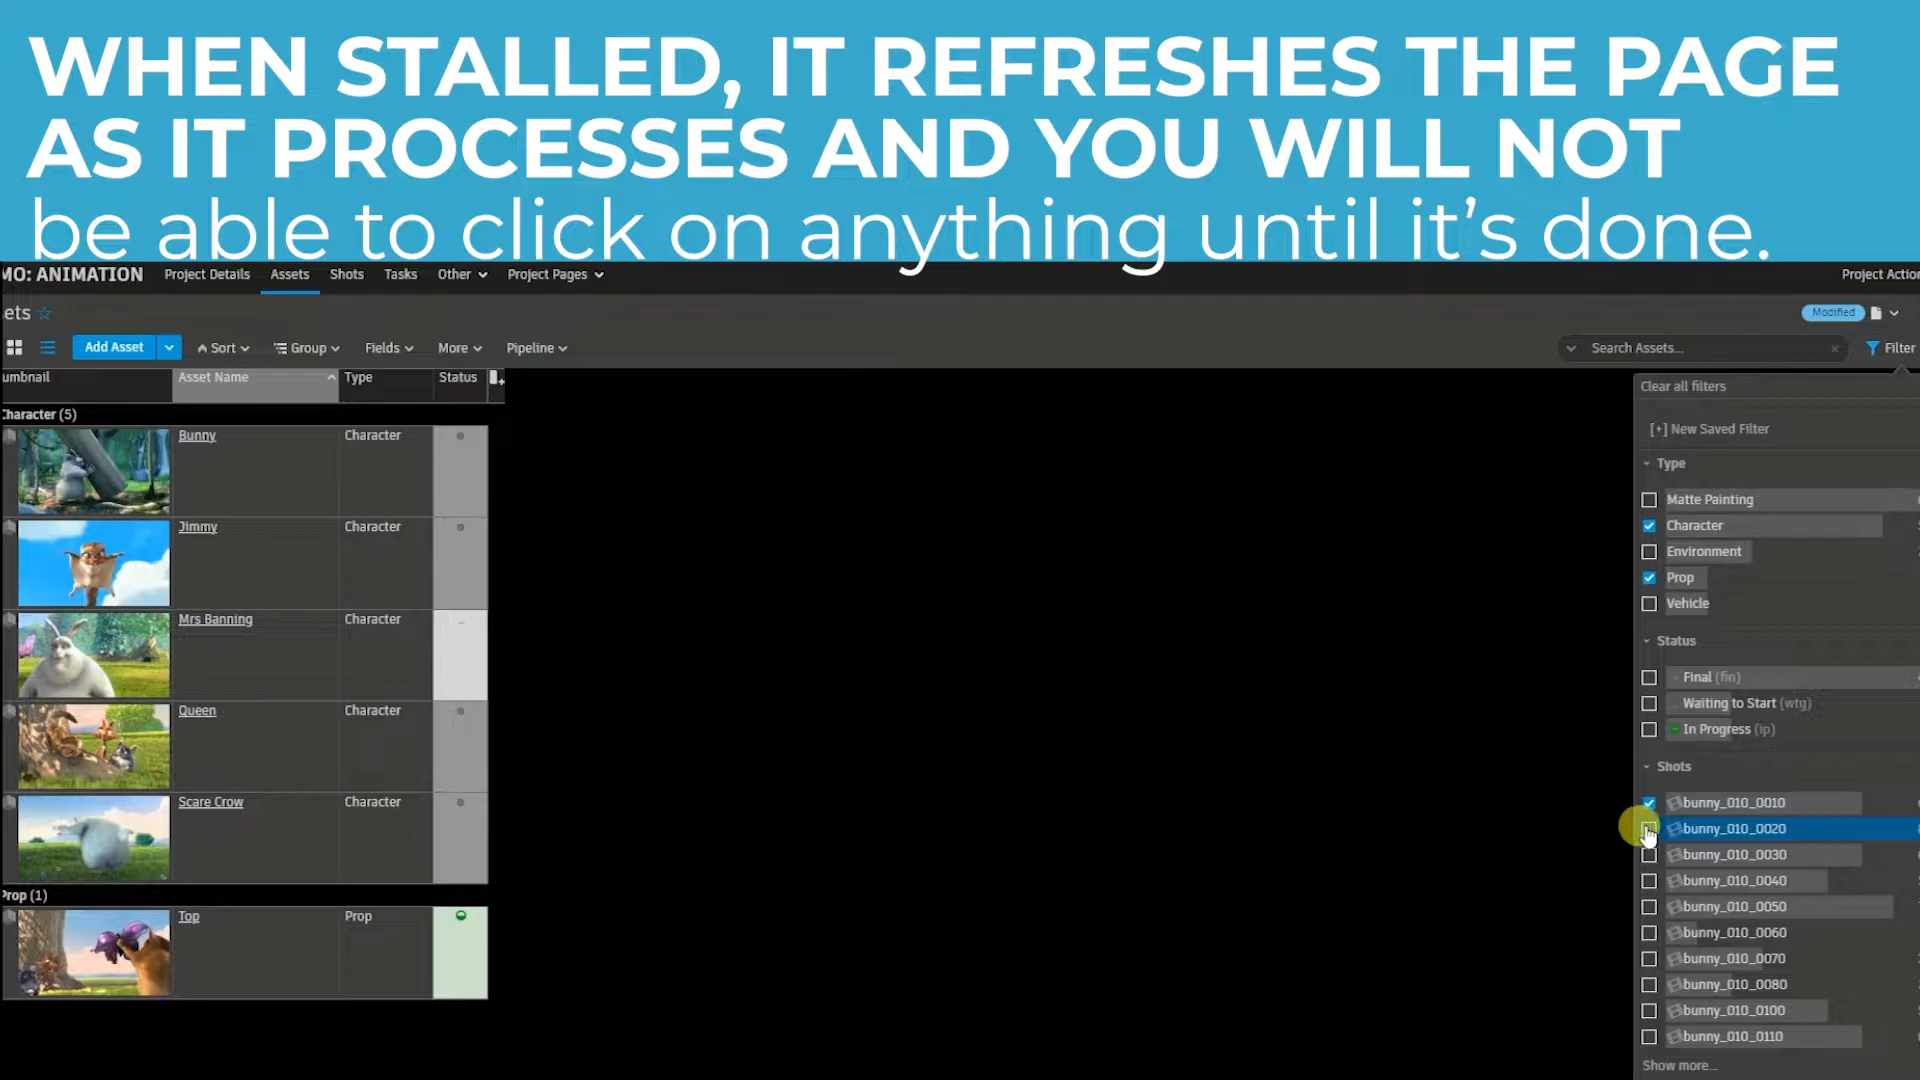 WHEN STALLED, IT REFRESHES THE PAGE
AS IT PROCESSES AND YOU WILL NOT
be able to click on anything until it's done.
MO: ANIMATION Project Details Assets Shots Tasks Other Project Pages Project Action
ets Modified
Add Asset Sort Group Fields More Pipeline Search Assets... Filter
umbnail Asset Name Type Status
Clear all filters
Character (5)
[+] New Saved Filter
Bunny Character
Type
Matte Painting
Jimmy Character
Character
Environment
Prop
Vehicle
Mrs Banning Character
Status
Final (fin)
Waiting to Start (wtg)
Queen Character
In Progress (ip)
Shots
Scare Crow Character
bunny_010_0010
bunny_010_0020
bunny_010_0030
bunny_010_0040
Prop (1)
bunny_010_0050
Top Prop
bunny_010_0060
bunny_010_0070
bunny_010_0080
bunny_010_0100
bunny_010_0110
Show more...